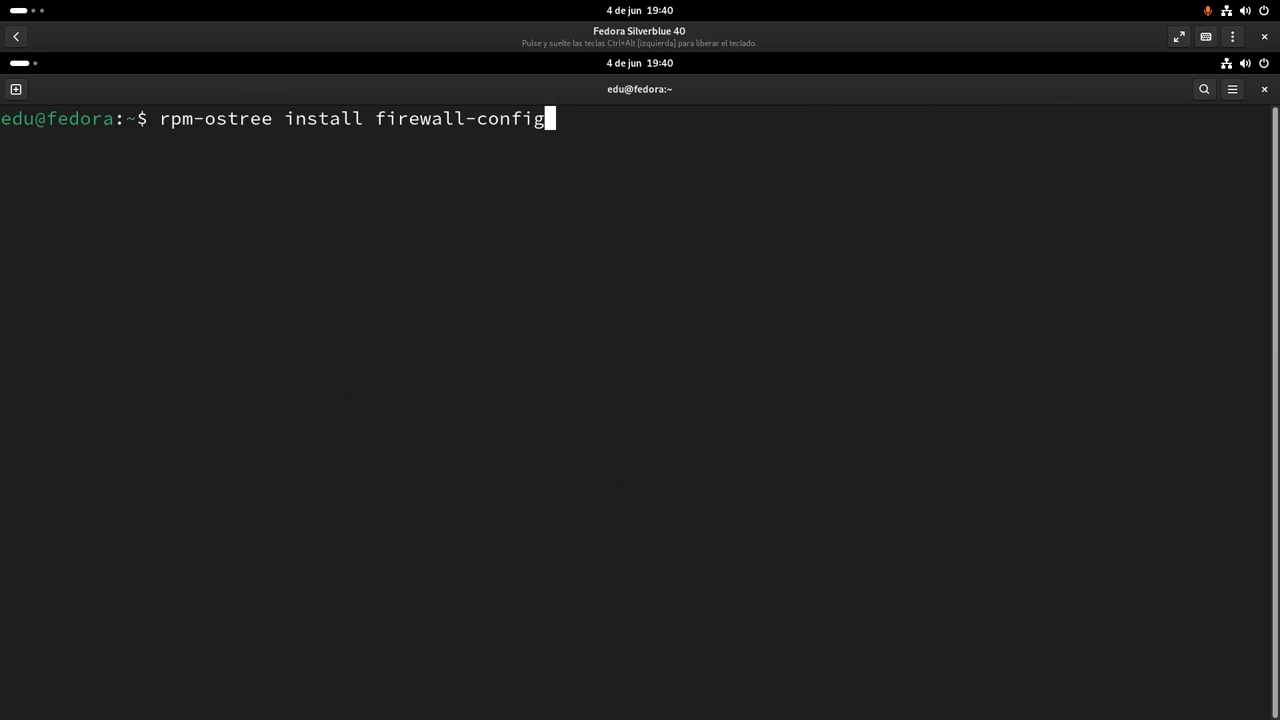 4 de jun 19:40
Fedora Silverblue 40
Pulse y suelte las teclas Ctrl+Alt [izquierda] para liberar el teclado.
4 de jun 19:40
edu@fedora:~
edu@fedora:~$ rpm-ostree install firewall-config